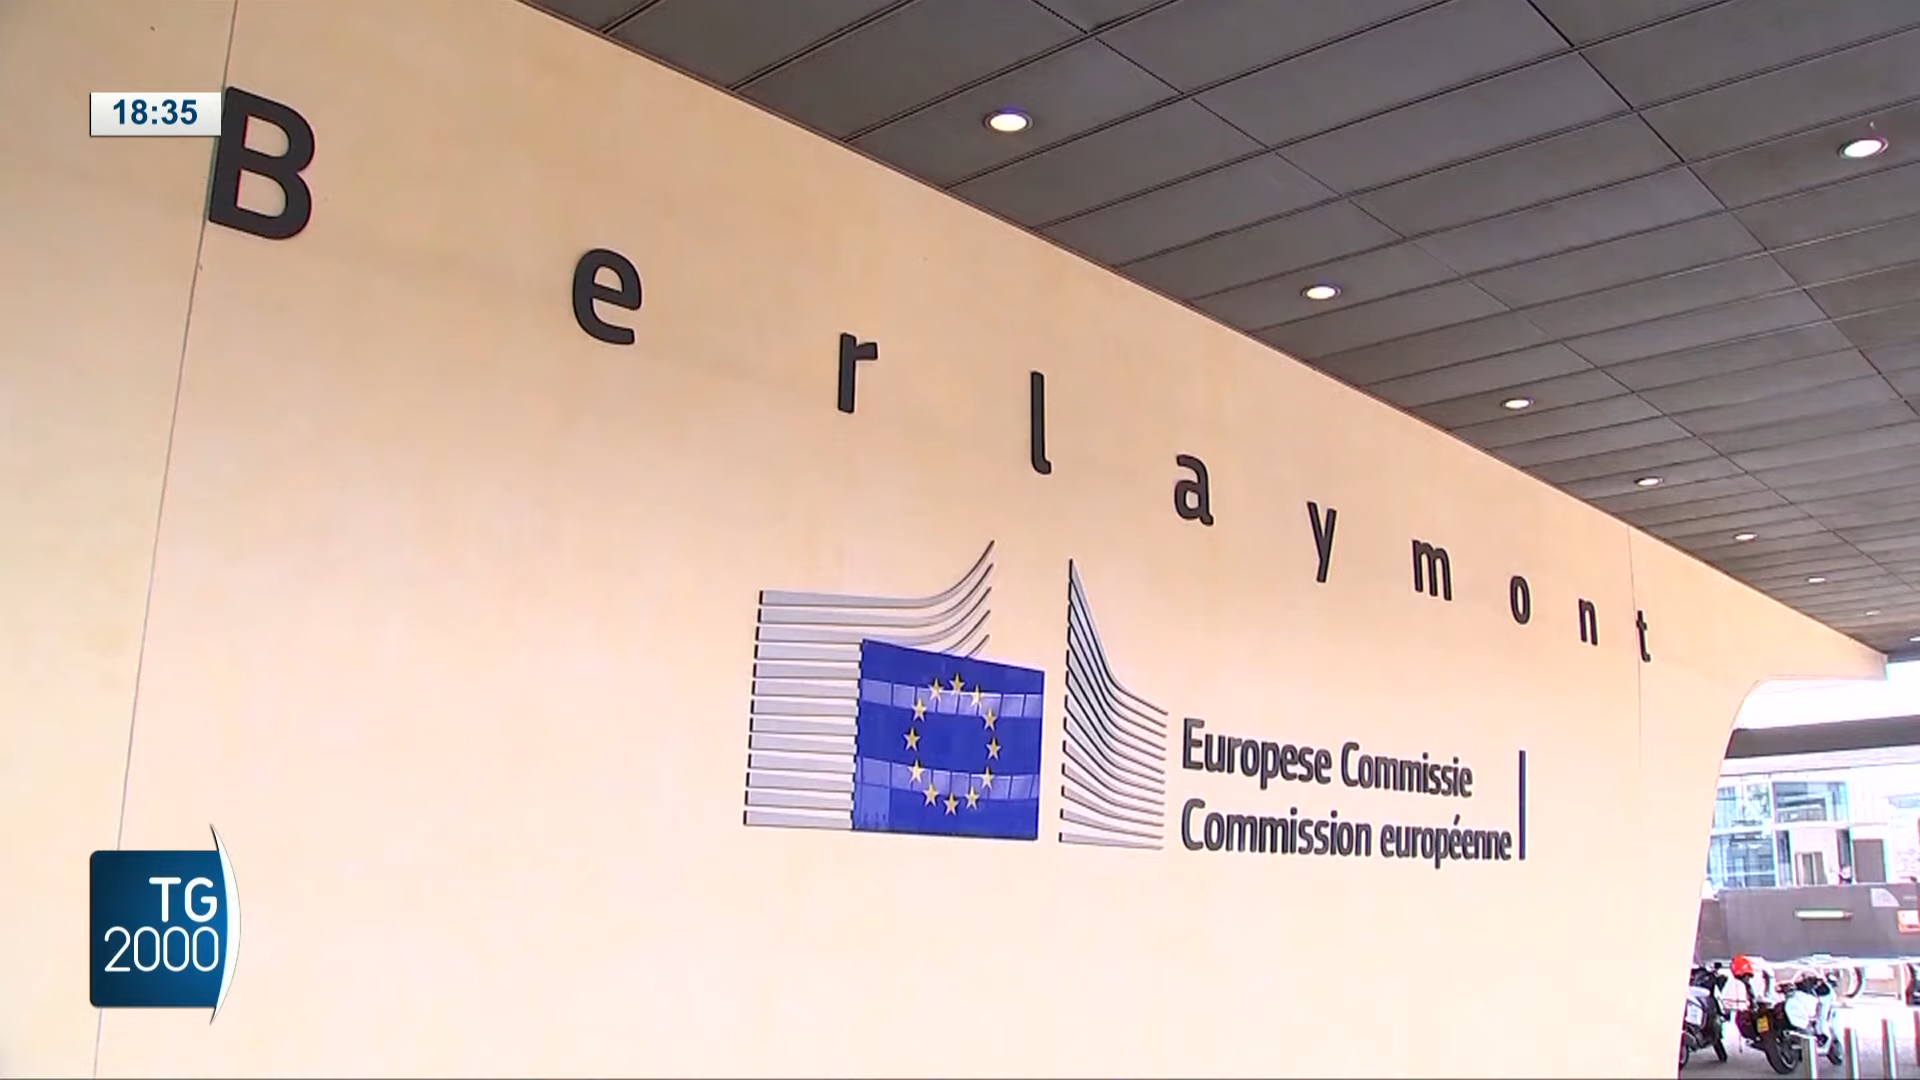 18:35
Berlaymont
Europese Commissie
Commission européenne
TG
2000